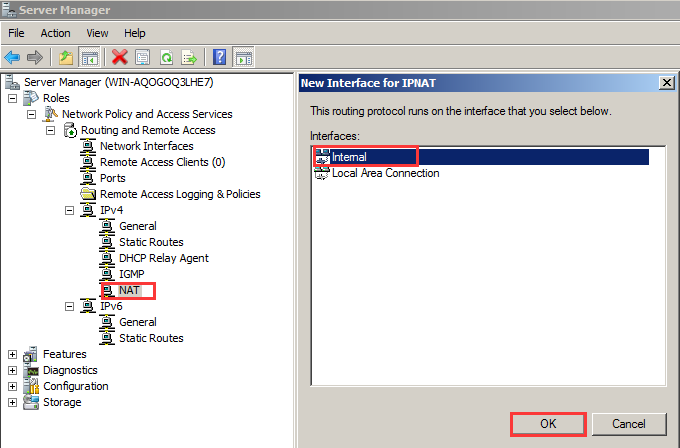 Server Manager
File Action View Help
Server Manager (WIN-AQOGOQ3LHE7)
Roles
Network Policy and Access Services
Routing and Remote Access
Network Interfaces
Remote Access Clients (0)
Ports
Remote Access Logging & Policies
IPv4
General
Static Routes
DHCP Relay Agent
IGMP
NAT
IPv6
General
Static Routes
Features
Diagnostics
Configuration
Storage
New Interface for IPNAT
This routing protocol runs on the interface that you select below.
Interfaces:
Internal
Local Area Connection
OK Cancel